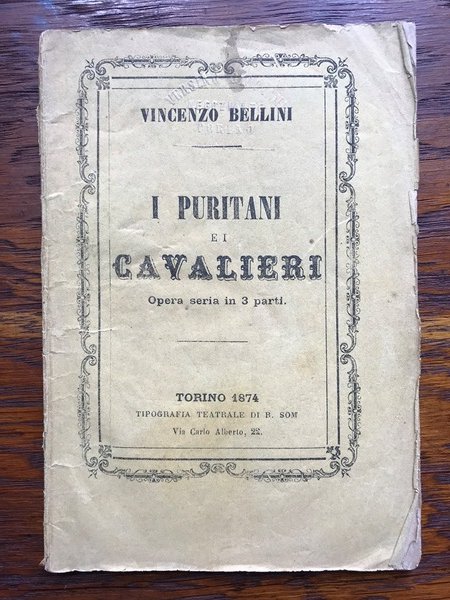 VINCENZO BELLINI
I PURITANI
E I
CAVALIERI
Opera seria in 3 parti.
TORINO 1874
TIPOGRAFIA TEATRALE DI B. SOM
Via Carlo Alberto, 22.